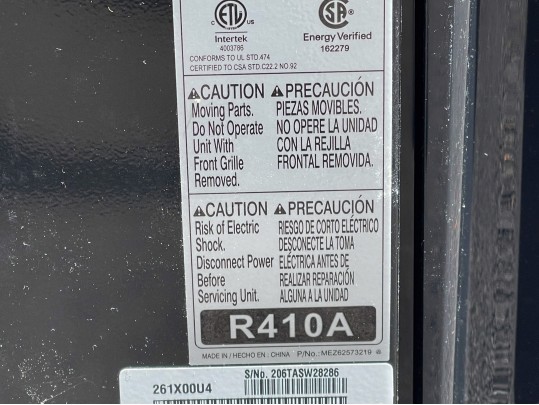 C ETL US
SA
Intertek
Energy Verified
4003786
162279
CONFORMS TO UL STD.474
CERTIFIED TO CSA STD.C22.2 NO.92
CAUTION
Moving Parts.
Do Not Operate
Unit With
Front Grille
Removed.
PRECAUCIÓN
PIEZAS MOVIBLES.
NO OPERE LA UNIDAD
CON LA REJILLA
FRONTAL REMOVIDA.
CAUTION
Risk of Electric
Shock.
Disconnect Power
Before
Servicing Unit.
PRECAUCIÓN
RIESGO DE CORTO ELÉCTRICO
DESCONECTE LA TOMA
ELÉCTRICA ANTES DE
REALIZAR REPARACIÓN
ALGUNA A LA UNIDAD
R410A
MADE IN / HECHO EN : CHINA P/No.: MEZ62573219
S/No. 206TASW28286
261X00U4